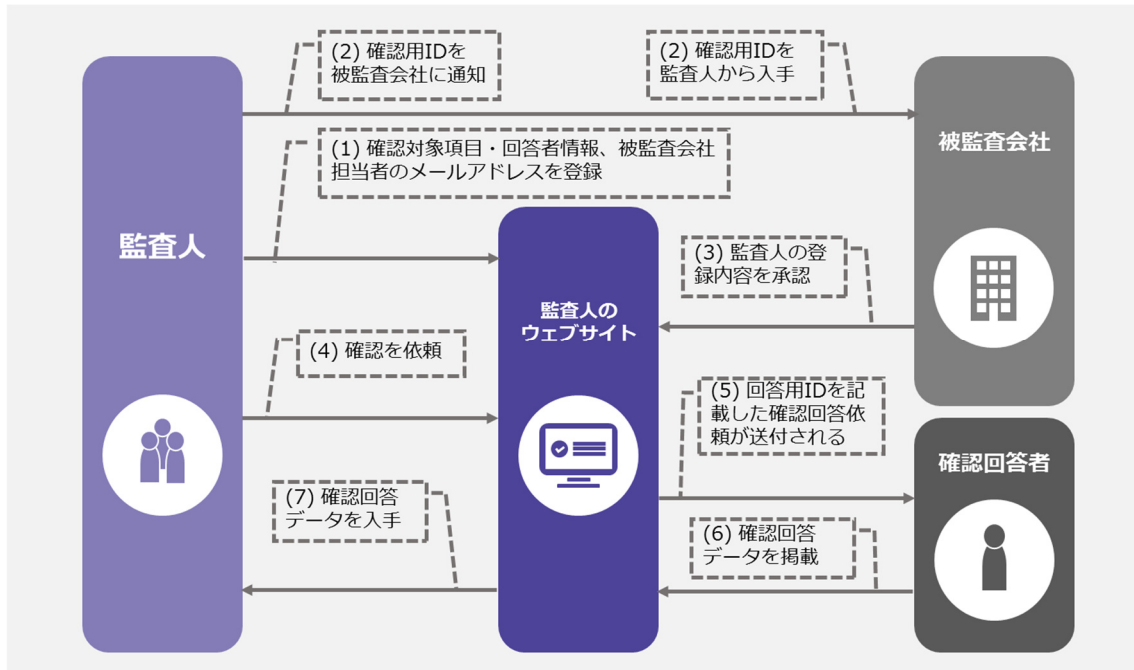 (2) 確認用IDを
被監査会社に通知
(2) 確認用IDを
監査人から入手
被監査会社
(1) 確認対象項目・回答者情報、被監査会社
担当者のメールアドレスを登録
監査人
(3) 監査人の登
録内容を承認
監査人の
ウェブサイト
(4) 確認を依頼
(5) 回答用IDを記
載した確認回答依
頼が送付される
確認回答者
(7) 確認回答
データを入手
(6) 確認回答
データを掲載